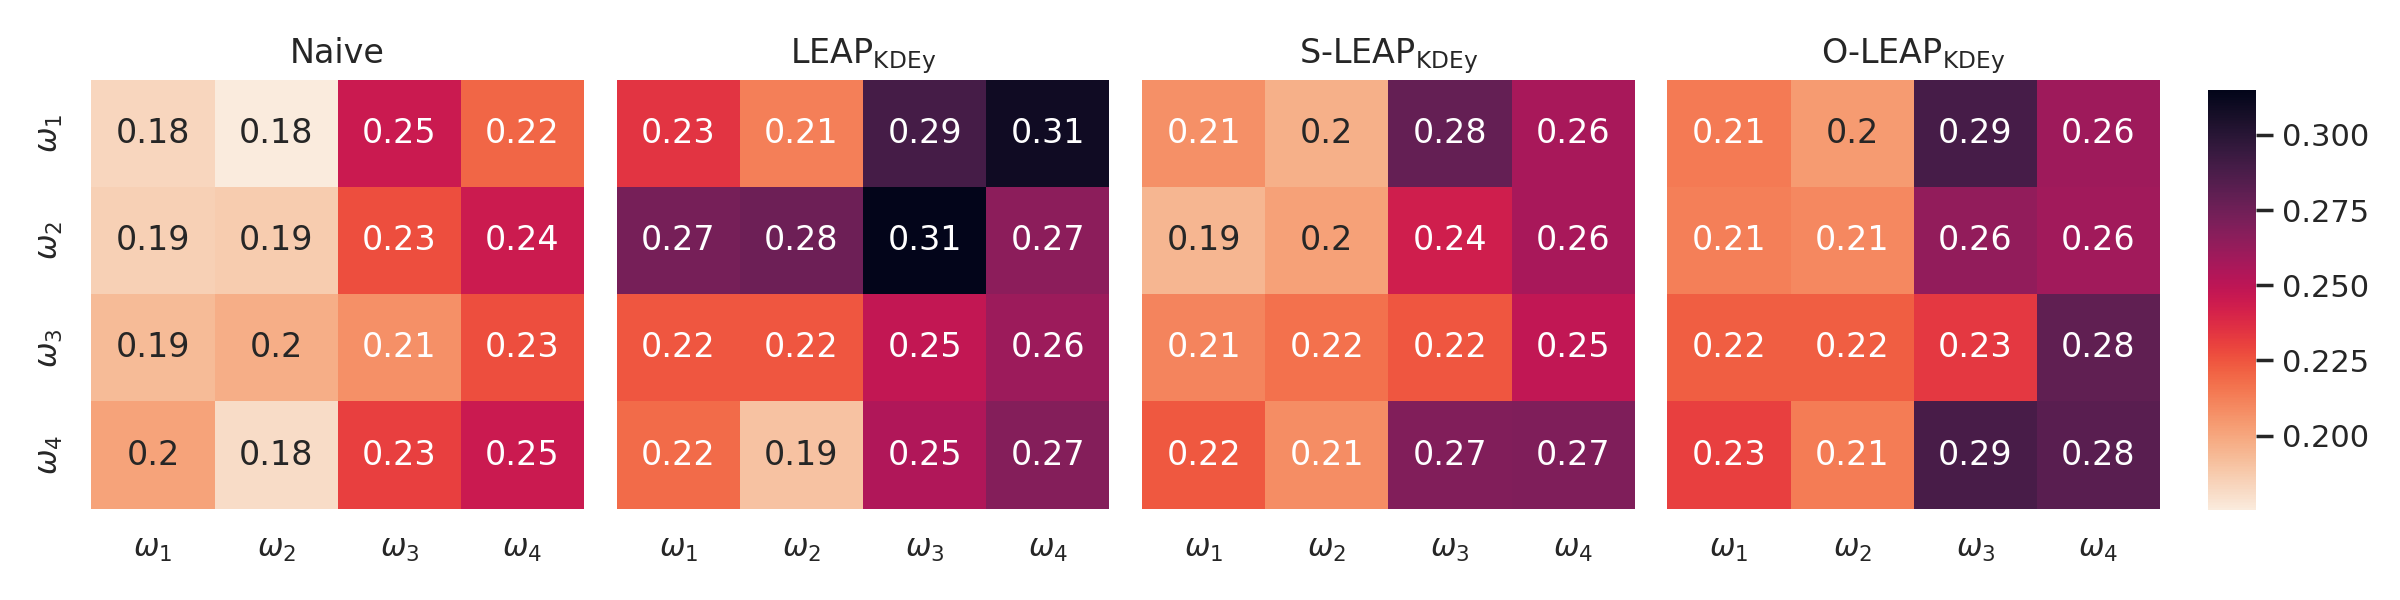 Naive LEAP_KDEy S-LEAP_KDEy O-LEAP_KDEy
ω₁ 0.18 0.18 0.25 0.22 0.23 0.21 0.29 0.31 0.21 0.2 0.28 0.26 0.21 0.2 0.29 0.26 0.300
ω₂ 0.19 0.19 0.23 0.24 0.27 0.28 0.31 0.27 0.19 0.2 0.24 0.26 0.21 0.21 0.26 0.26 0.275
0.250
ω₃ 0.19 0.2 0.21 0.23 0.22 0.22 0.25 0.26 0.21 0.22 0.22 0.25 0.22 0.22 0.23 0.28 0.225
ω₄ 0.2 0.18 0.23 0.25 0.22 0.19 0.25 0.27 0.22 0.21 0.27 0.27 0.23 0.21 0.29 0.28 0.200
ω₁ ω₂ ω₃ ω₄ ω₁ ω₂ ω₃ ω₄ ω₁ ω₂ ω₃ ω₄ ω₁ ω₂ ω₃ ω₄